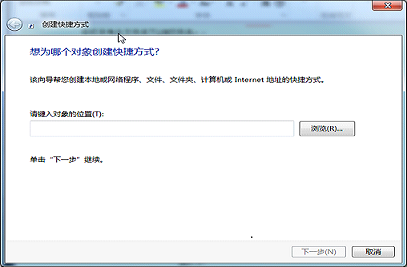 创建快捷方式
想为哪个对象创建快捷方式?
该向导帮您创建本地或网络程序、文件、文件夹、计算机或 Internet 地址的快捷方式。
请键入对象的位置(T):
浏览(R)...
单击“下一步”继续。
下一步(N)
取消